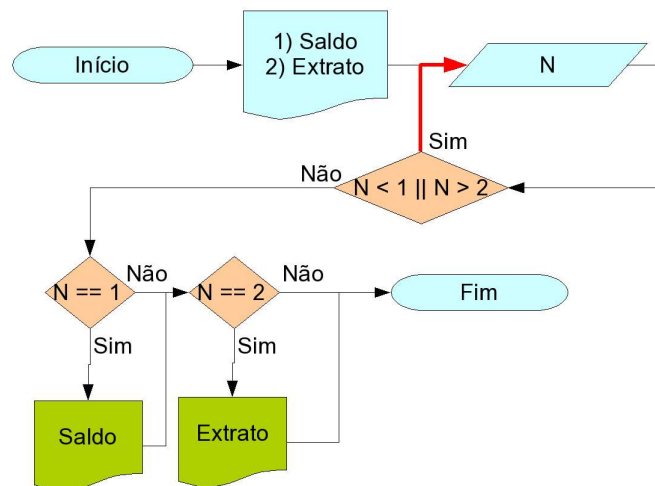 Início
1) Saldo
2) Extrato
N
Sim
Não
N < 1 || N > 2
N == 1
Não
N == 2
Não
Fim
Sim
Sim
Saldo
Extrato